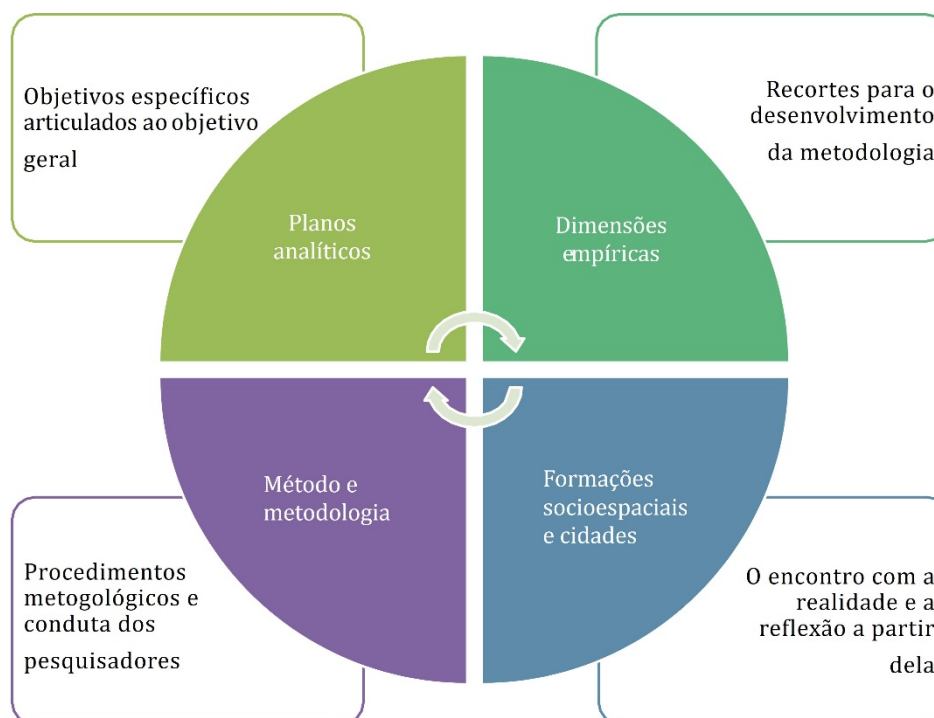 Objetivos específicos
articulados ao objetivo
geral
Recortes para o
desenvolvimento
da metodologia
Planos
analíticos
Dimensões
empíricas
Método e
metodologia
Formações
socioespaciais
e cidades
Procedimentos
metogológicos e
conduta dos
pesquisadores
O encontro com a
realidade e a
reflexão a partir
dela